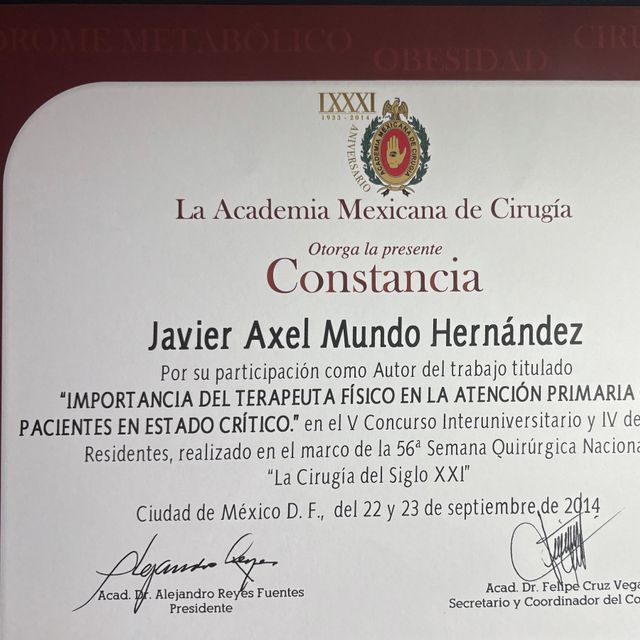 DROME METABÓLICO
OBESIDAD
CIRU
LXXXI
1933 - 2014
ANIVERSARIO
ACADEMIA MEXICANA DE CIRUGIA
La Academia Mexicana de Cirugía
Otorga la presente
Constancia
Javier Axel Mundo Hernández
Por su participación como Autor del trabajo titulado
“IMPORTANCIA DEL TERAPEUTA FÍSICO EN LA ATENCIÓN PRIMARIA
PACIENTES EN ESTADO CRÍTICO.” en el V Concurso Interuniversitario y IV de
Residentes, realizado en el marco de la 56ª Semana Quirúrgica Naciona
“La Cirugía del Siglo XXI”
Ciudad de México D. F., del 22 y 23 de septiembre de 2014
Alejandro Reyes
Acad. Dr. Alejandro Reyes Fuentes
Presidente
Acad. Dr. Felipe Cruz Vega
Secretario y Coordinador del Co